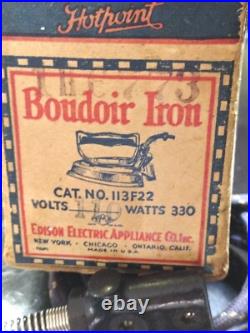 Hotpoint
Boudoir Iron
CAT. NO. 113F22
VOLTS 110 WATTS 330
EDISON ELECTRIC APPLIANCE CO. Inc.
NEW YORK - CHICAGO - ONTARIO, CALIF.
MADE IN U.S.A.